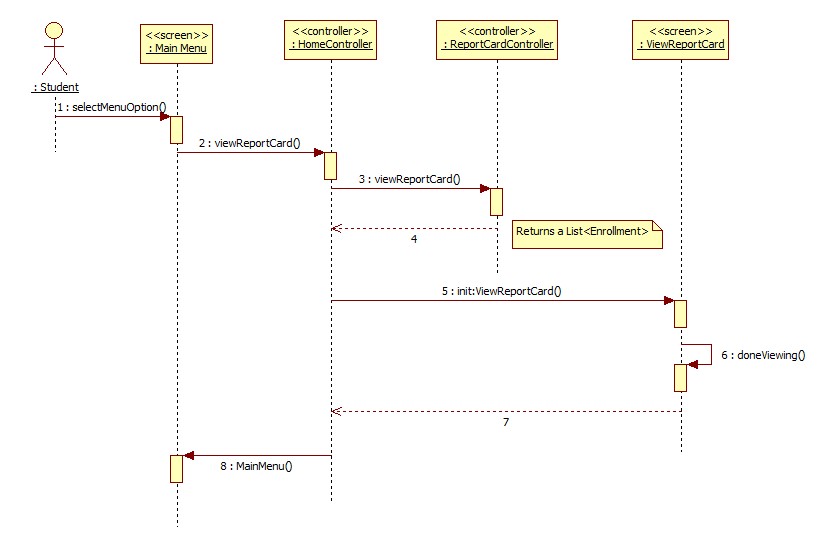 <<screen>>
: Main Menu
<<controller>>
: HomeController
<<controller>>
: ReportCardController
<<screen>>
: ViewReportCard
: Student
1 : selectMenuOption()
2 : viewReportCard()
3 : viewReportCard()
4
Returns a List<Enrollment>
5 : init:ViewReportCard()
6 : doneViewing()
7
8 : MainMenu()